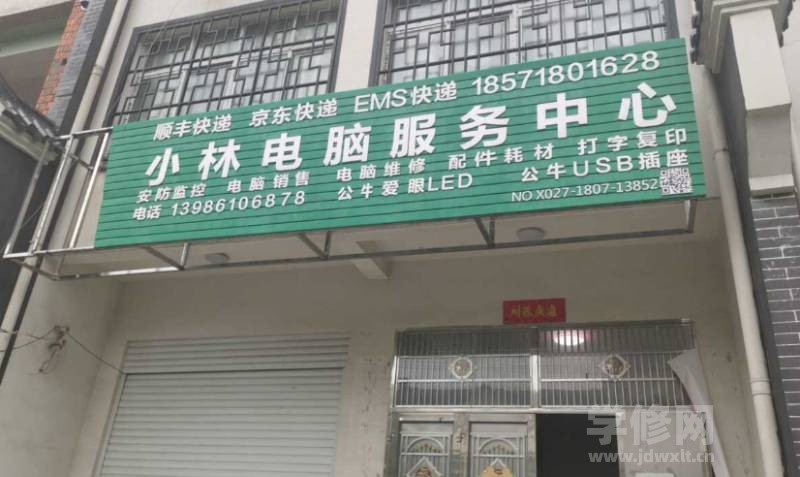 顺丰快递 京东快递 EMS快递 18571801628
小林电脑服务中心
安防监控 电脑销售 电脑维修 配件耗材 打字复印
电话 13986106878 公牛爱眼LED 公牛USB插座
NO X027-1807-13852
学修网
www.jdwxlt.cn